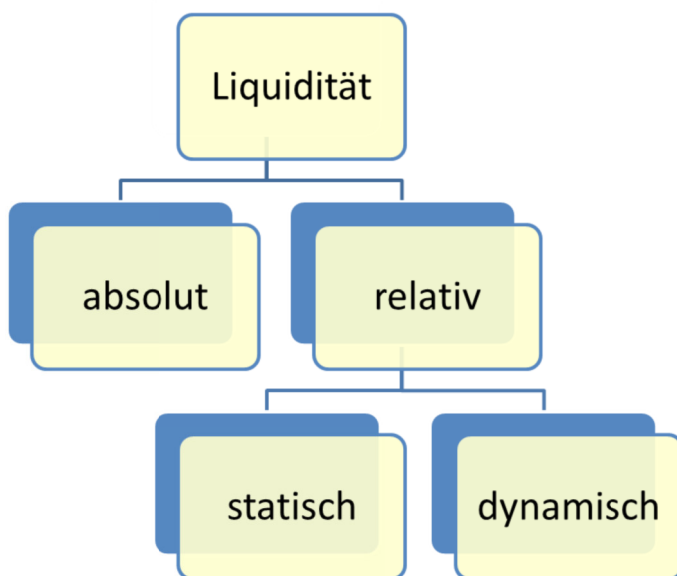 Liquidität
absolut
relativ
statisch
dynamisch